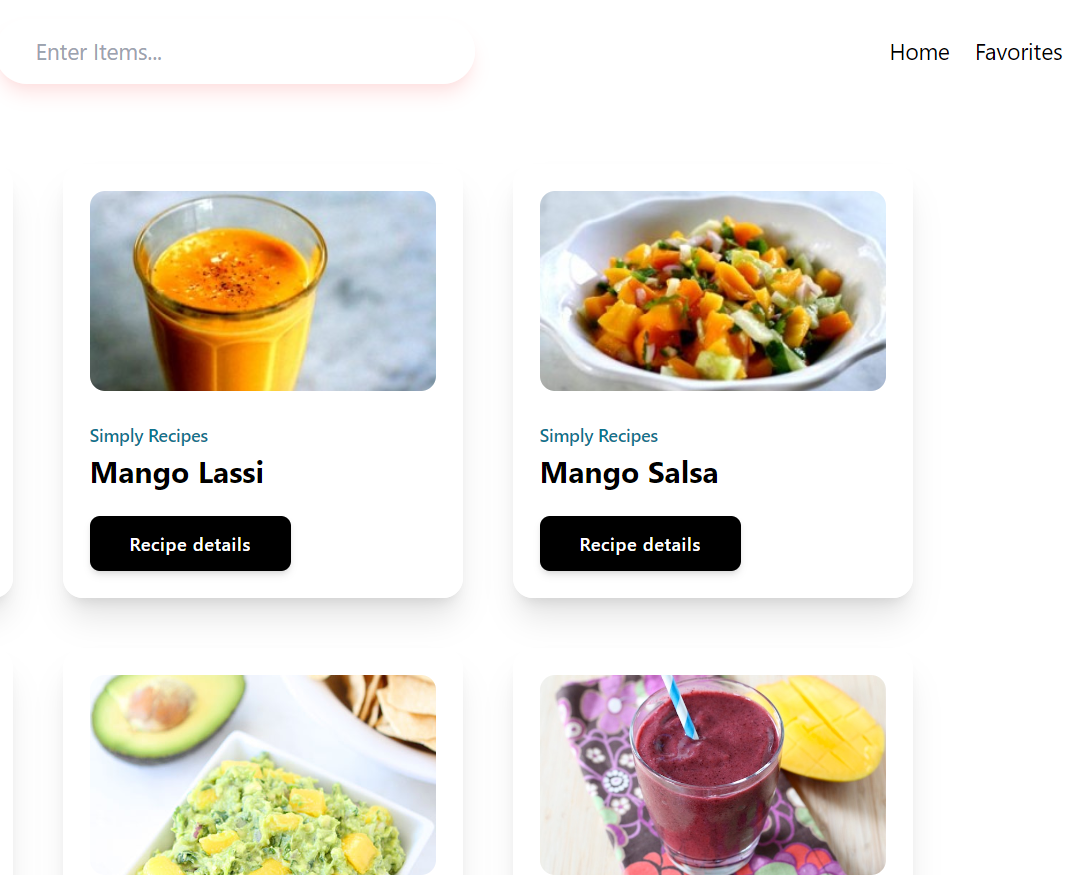 Enter Items...
Home
Favorites
Simply Recipes
Mango Lassi
Recipe details
Simply Recipes
Mango Salsa
Recipe details